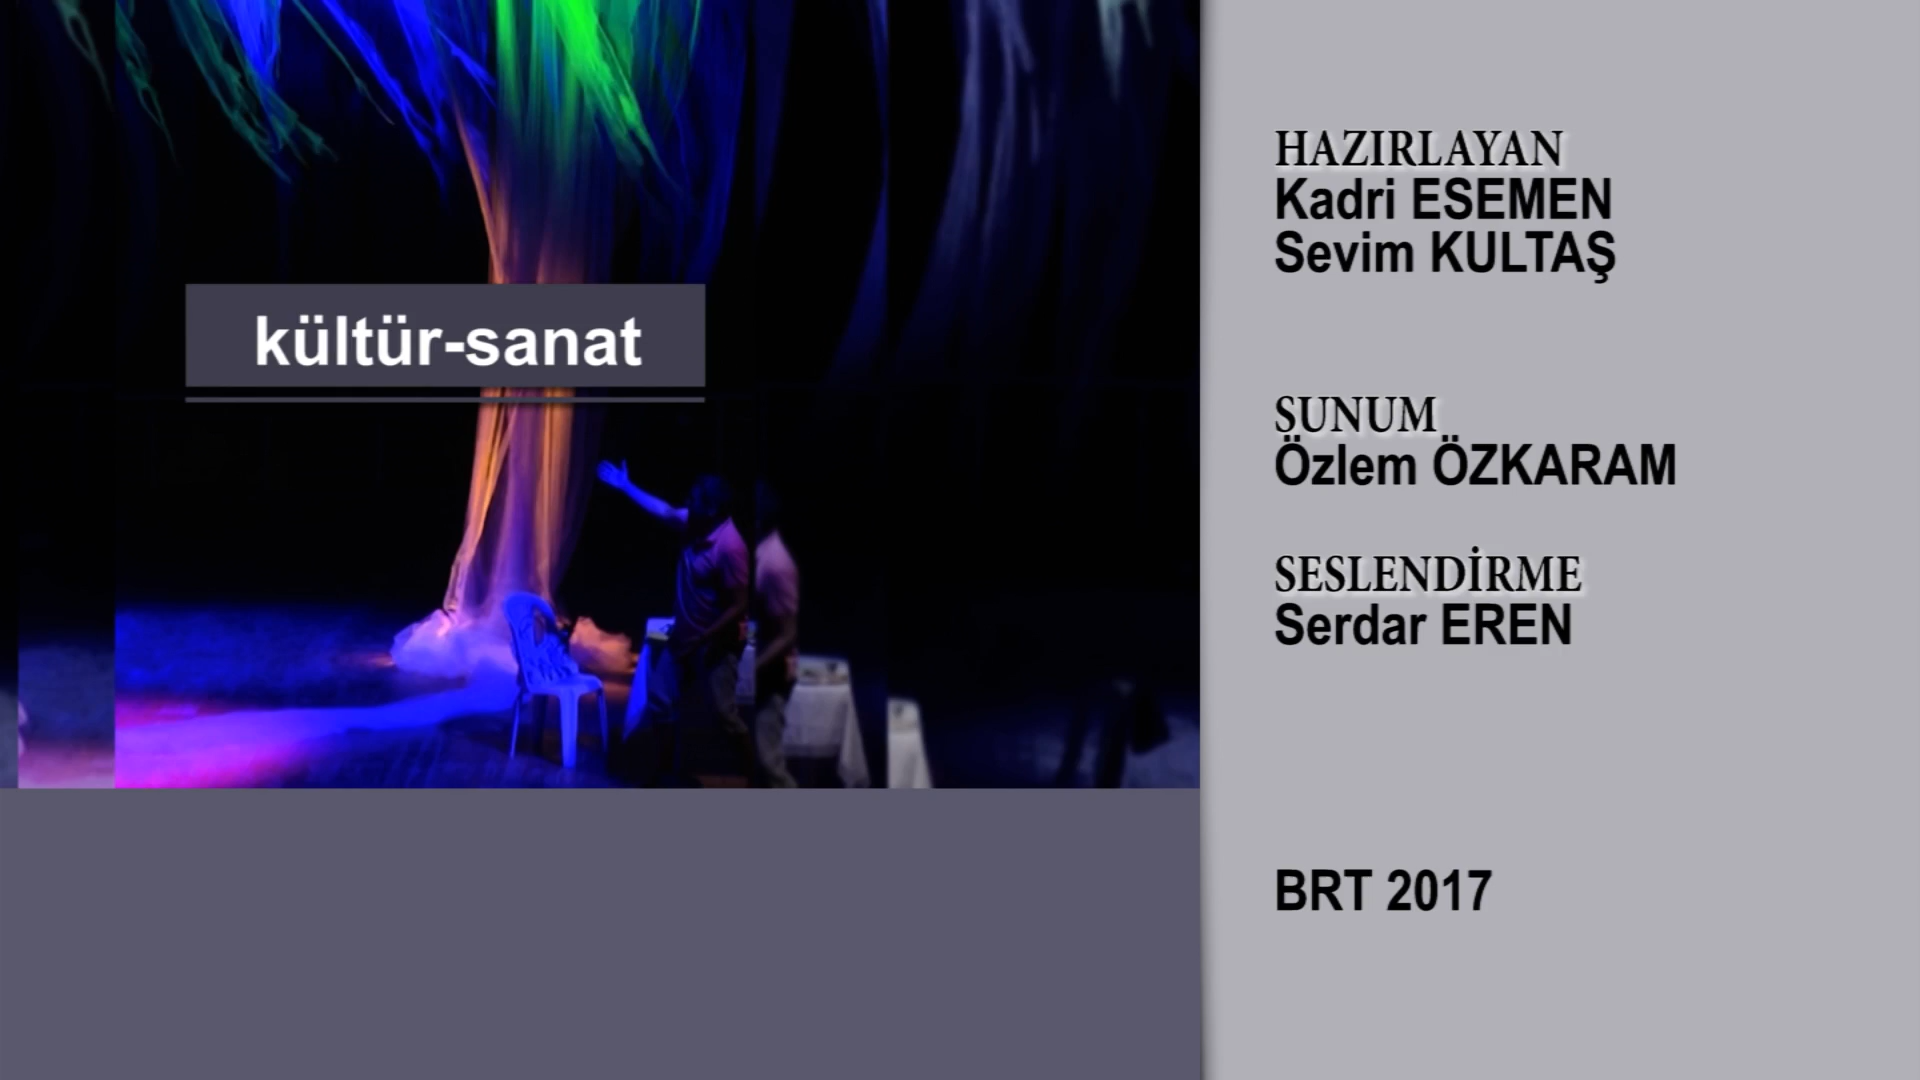 kültür-sanat
HAZIRLAYAN
Kadri ESEMEN
Sevim KULTAŞ
SUNUM
Özlem ÖZKARAM
SESLENDİRME
Serdar EREN
BRT 2017